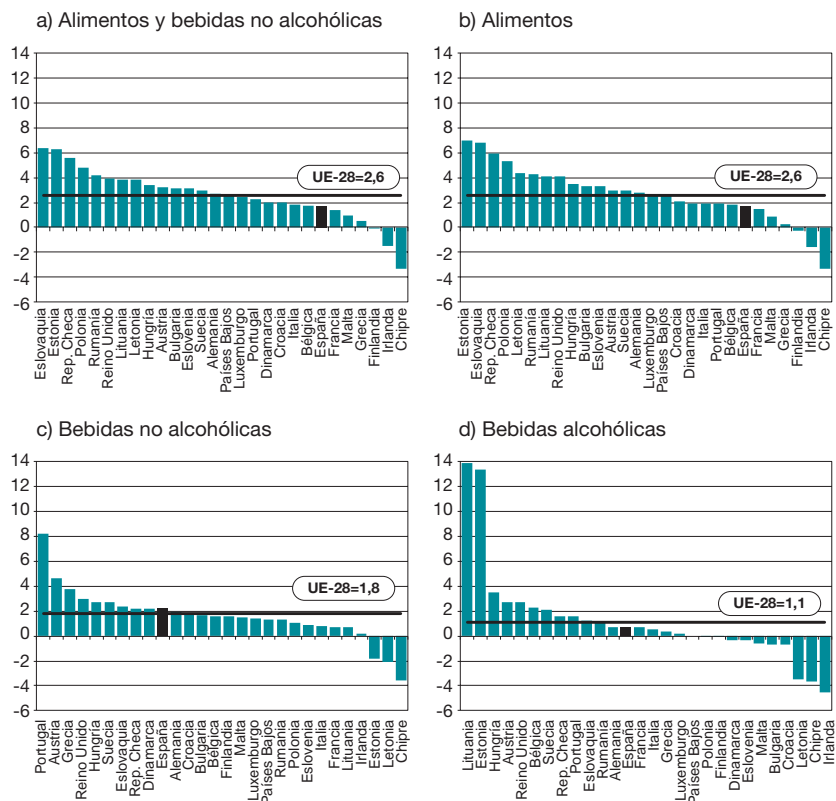 a) Alimentos y bebidas no alcohólicas
14
12
10
8
6
4
2
0
-2
-4
-6
UE-28=2,6
Eslovaquia
Estonia
Rep. Checa
Polonia
Rumanía
Reino Unido
Lituania
Letonia
Hungría
Austria
Bulgaria
Eslovenia
Suecia
Alemania
Países Bajos
Luxemburgo
Portugal
Dinamarca
Croacia
Italia
Bélgica
España
Francia
Malta
Grecia
Finlandia
Irlanda
Chipre
b) Alimentos
14
12
10
8
6
4
2
0
-2
-4
-6
UE-28=2,6
Estonia
Eslovaquia
Rep. Checa
Polonia
Letonia
Rumanía
Lituania
Reino Unido
Hungría
Bulgaria
Eslovenia
Austria
Suecia
Alemania
Luxemburgo
Países Bajos
Croacia
Dinamarca
Italia
Portugal
Bélgica
España
Francia
Malta
Grecia
Finlandia
Irlanda
Chipre
c) Bebidas no alcohólicas
14
12
10
8
6
4
2
0
-2
-4
-6
UE-28=1,8
Portugal
Austria
Grecia
Reino Unido
Hungría
Suecia
Eslovaquia
Rep. Checa
Dinamarca
España
Alemania
Croacia
Bulgaria
Bélgica
Finlandia
Malta
Luxemburgo
Países Bajos
Rumanía
Polonia
Eslovenia
Italia
Francia
Lituania
Irlanda
Estonia
Letonia
Chipre
d) Bebidas alcohólicas
14
12
10
8
6
4
2
0
-2
-4
-6
UE-28=1,1
Lituania
Estonia
Hungría
Austria
Reino Unido
Bélgica
Suecia
Rep. Checa
Portugal
Eslovaquia
Rumanía
Alemania
España
Francia
Italia
Grecia
Luxemburgo
Países Bajos
Polonia
Finlandia
Dinamarca
Eslovenia
Malta
Bulgaria
Croacia
Letonia
Chipre
Irlanda